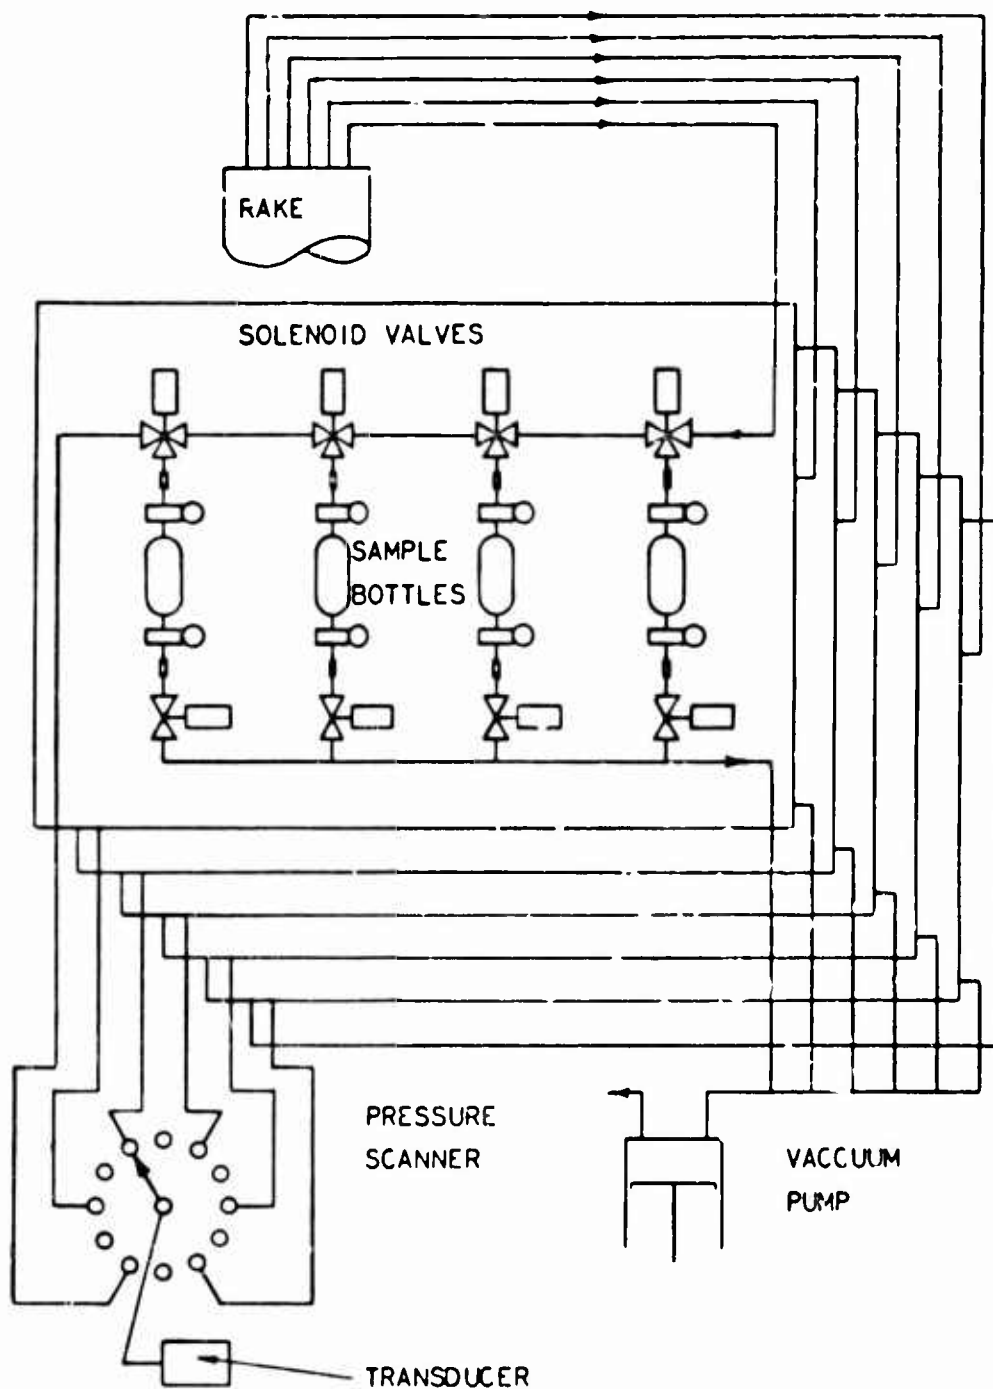 RAKE
SOLENOID VALVES
SAMPLE
BOTTLES
PRESSURE
SCANNER
VACCUUM
PUMP
TRANSDUCER